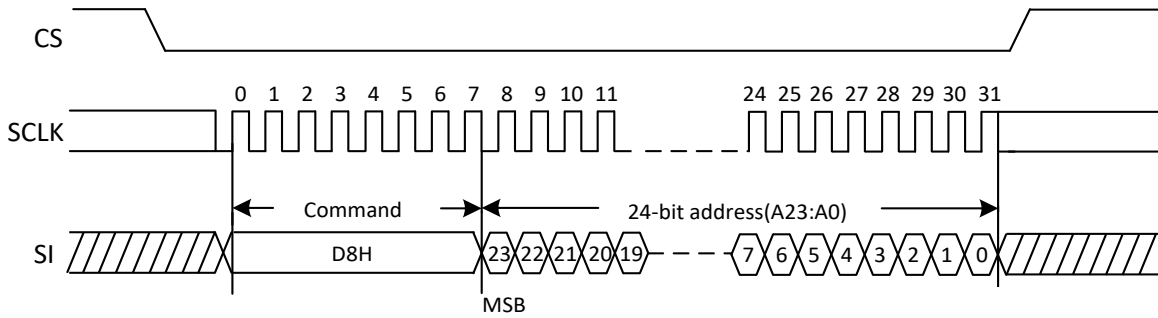 CS
0 1 2 3 4 5 6 7 8 9 10 11 24 25 26 27 28 29 30 31
SCLK
Command 24-bit address(A23:A0)
SI D8H 23 22 21 20 19 7 6 5 4 3 2 1 0
MSB